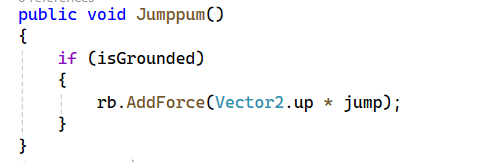 public void Jumppum()
{
if (isGrounded)
{
rb.AddForce(Vector2.up * jump);
}
}